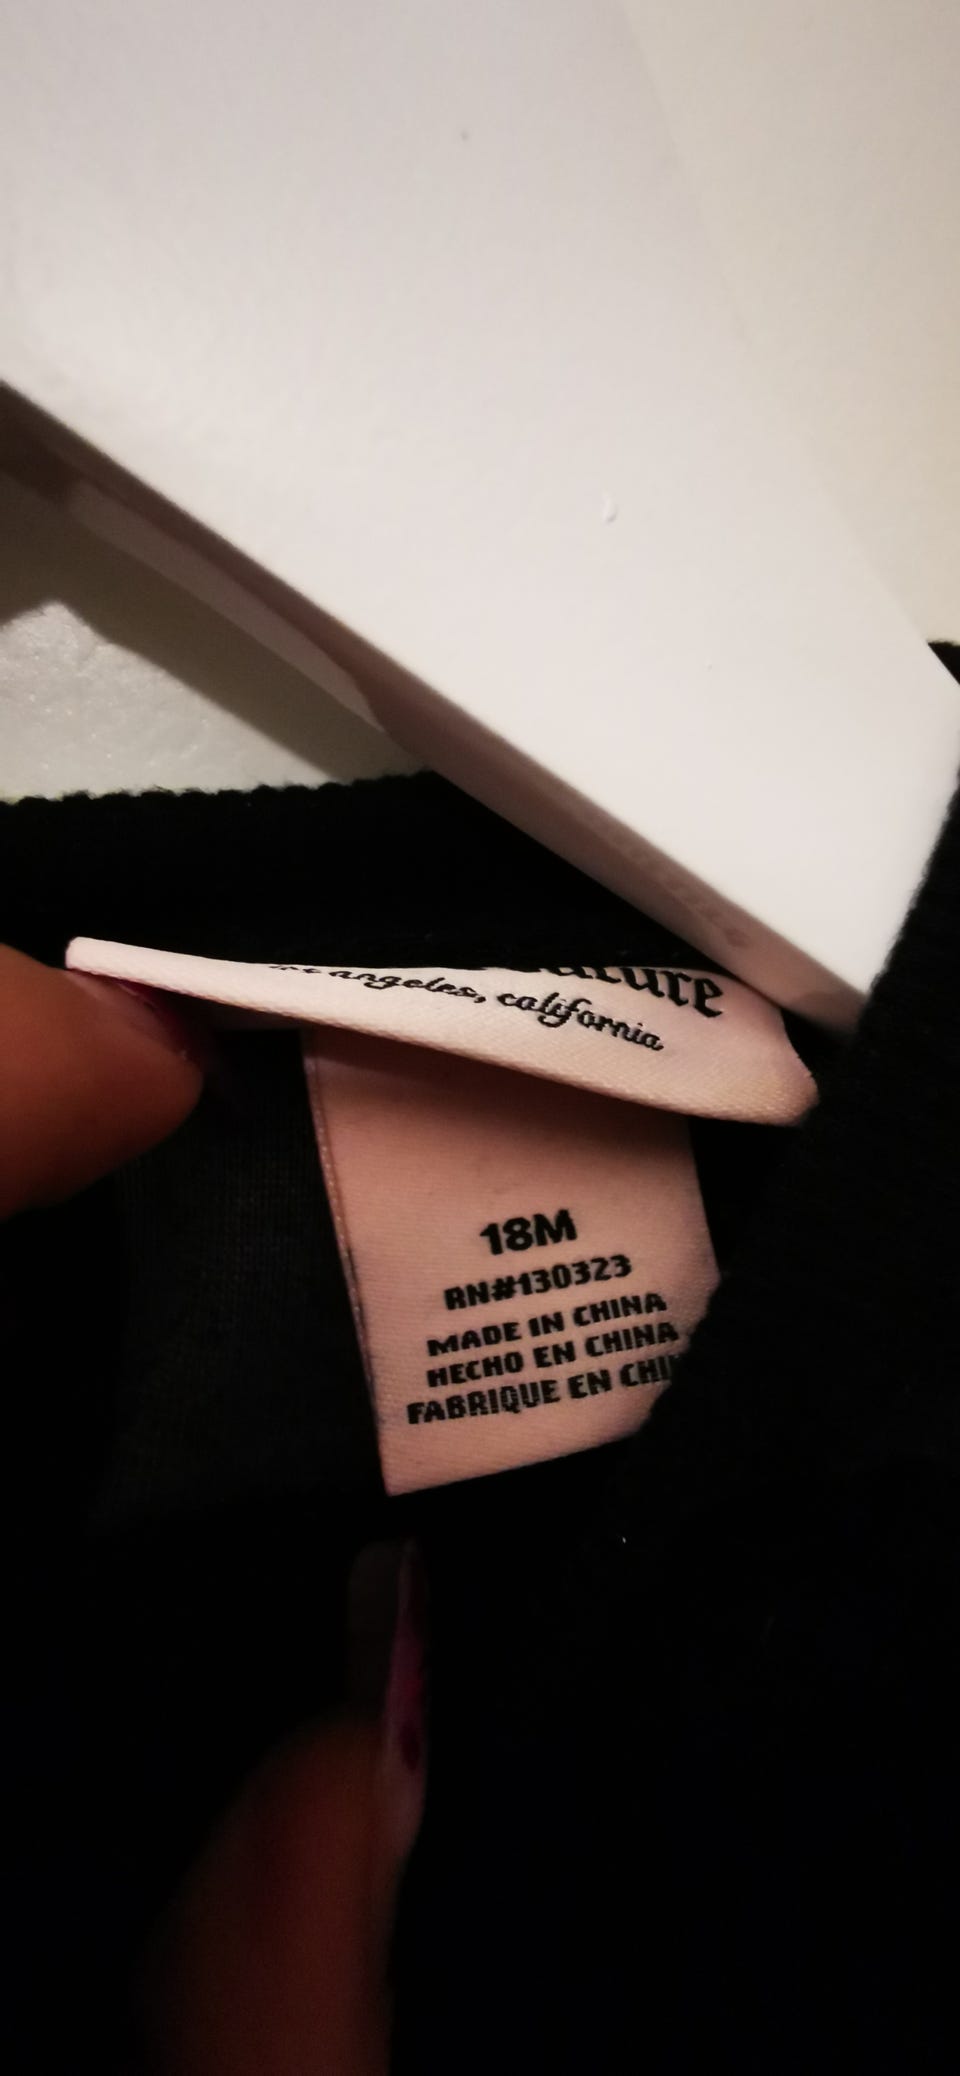 angeles, california
18M
RN#130323
MADE IN CHINA
HECHO EN CHINA
FABRIQUE EN